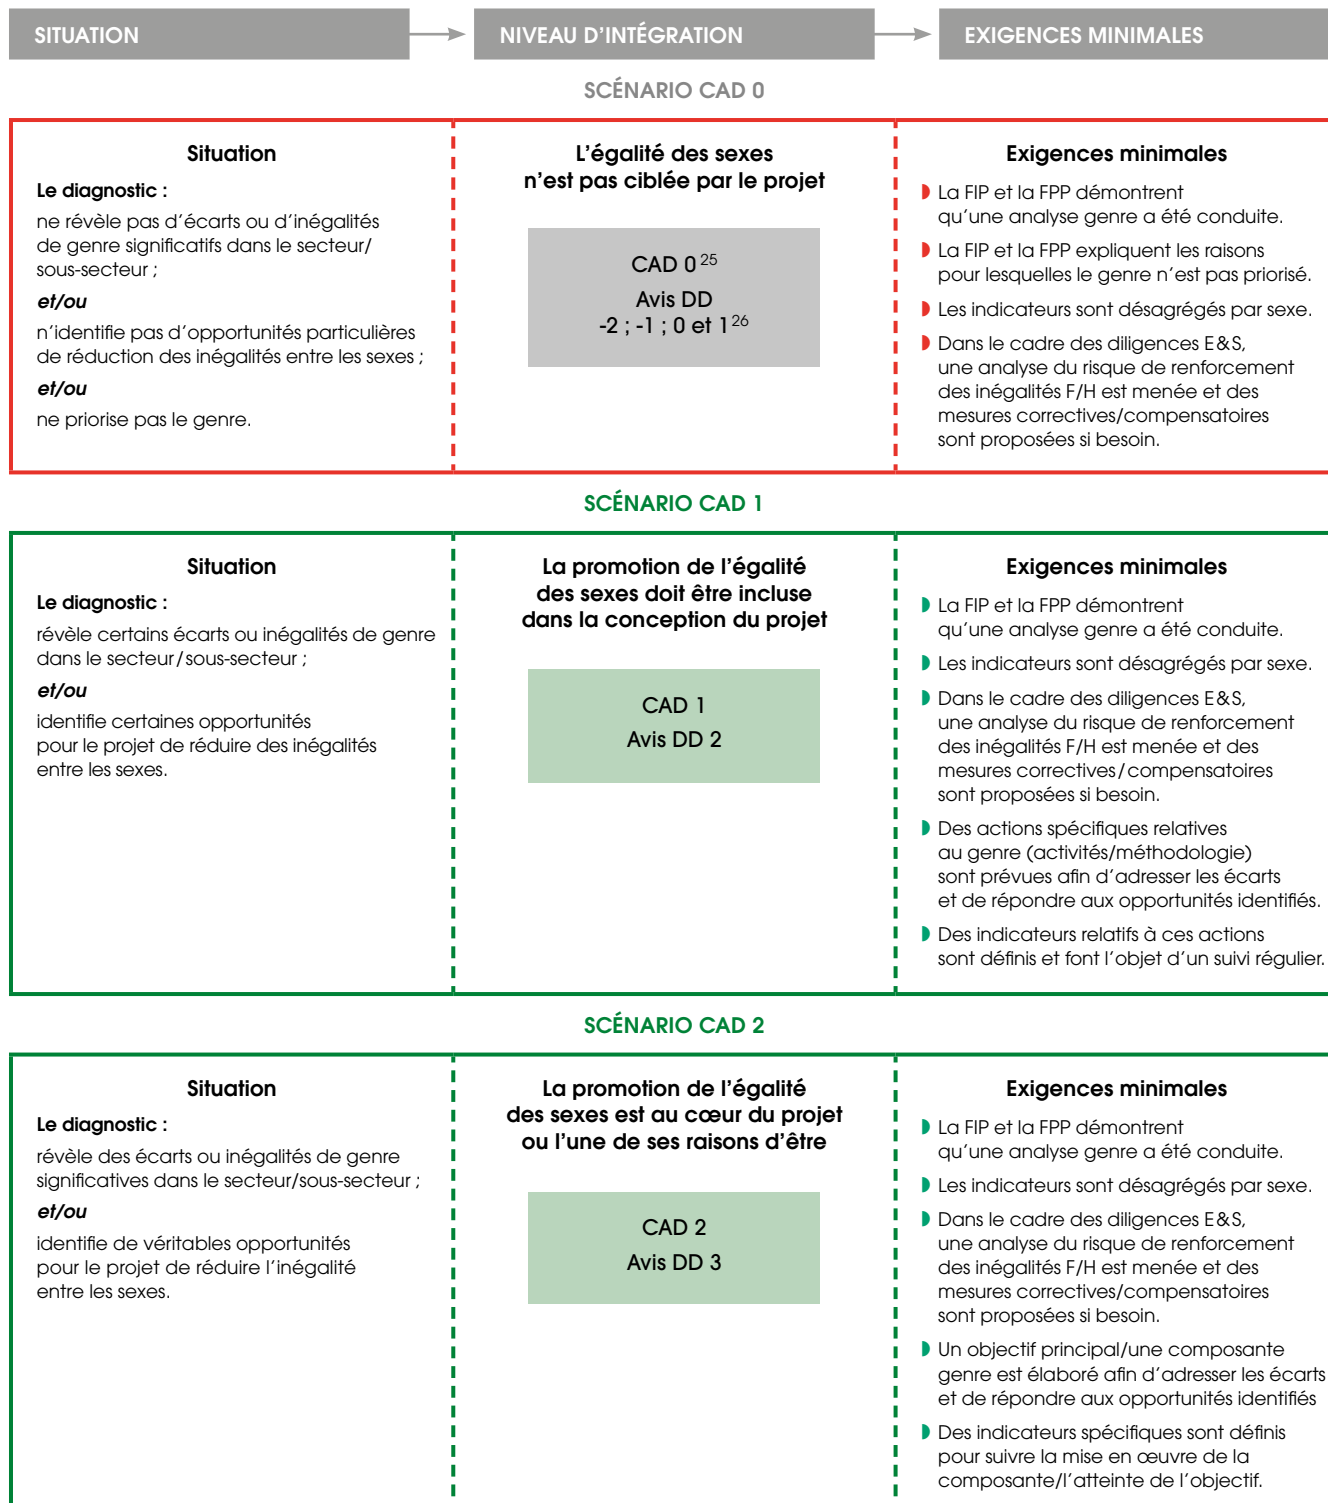 SITUATION
NIVEAU D'INTÉGRATION
EXIGENCES MINIMALES
SCÉNARIO CAD 0
Situation
Le diagnostic :
ne révèle pas d'écarts ou d'inégalités
de genre significatifs dans le secteur/
sous-secteur ;
et/ou
n'identifie pas d'opportunités particulières
de réduction des inégalités entre les sexes ;
et/ou
ne priorise pas le genre.
L'égalité des sexes
n'est pas ciblée par le projet
CAD 0 25
Avis DD
-2 ; -1 ; 0 et 1 26
Exigences minimales
La FIP et la FPP démontrent
qu'une analyse genre a été conduite.
La FIP et la FPP expliquent les raisons
pour lesquelles le genre n'est pas priorisé.
Les indicateurs sont désagrégés par sexe.
Dans le cadre des diligences E&S,
une analyse du risque de renforcement
des inégalités F/H est menée et des
mesures correctives/compensatoires
sont proposées si besoin.
SCÉNARIO CAD 1
Situation
Le diagnostic :
révèle certains écarts ou inégalités de genre
dans le secteur/sous-secteur ;
et/ou
identifie certaines opportunités
pour le projet de réduire des inégalités
entre les sexes.
La promotion de l'égalité
des sexes doit être incluse
dans la conception du projet
CAD 1
Avis DD 2
Exigences minimales
La FIP et la FPP démontrent
qu'une analyse genre a été conduite.
Les indicateurs sont désagrégés par sexe.
Dans le cadre des diligences E&S,
une analyse du risque de renforcement
des inégalités F/H est menée et des
mesures correctives/compensatoires
sont proposées si besoin.
Des actions spécifiques relatives
au genre (activités/méthodologie)
sont prévues afin d'adresser les écarts
et de répondre aux opportunités identifiés.
Des indicateurs relatifs à ces actions
sont définis et font l'objet d'un suivi régulier.
SCÉNARIO CAD 2
Situation
Le diagnostic :
révèle des écarts ou inégalités de genre
significatives dans le secteur/sous-secteur ;
et/ou
identifie de véritables opportunités
pour le projet de réduire l'inégalité
entre les sexes.
La promotion de l'égalité
des sexes est au cœur du projet
ou l'une de ses raisons d'être
CAD 2
Avis DD 3
Exigences minimales
La FIP et la FPP démontrent
qu'une analyse genre a été conduite.
Les indicateurs sont désagrégés par sexe.
Dans le cadre des diligences E&S,
une analyse du risque de renforcement
des inégalités F/H est menée et des
mesures correctives/compensatoires
sont proposées si besoin.
Un objectif principal/une composante
genre est élaboré afin d'adresser les écarts
et de répondre aux opportunités identifiés
Des indicateurs spécifiques sont définis
pour suivre la mise en œuvre de la
composante/l'atteinte de l'objectif.